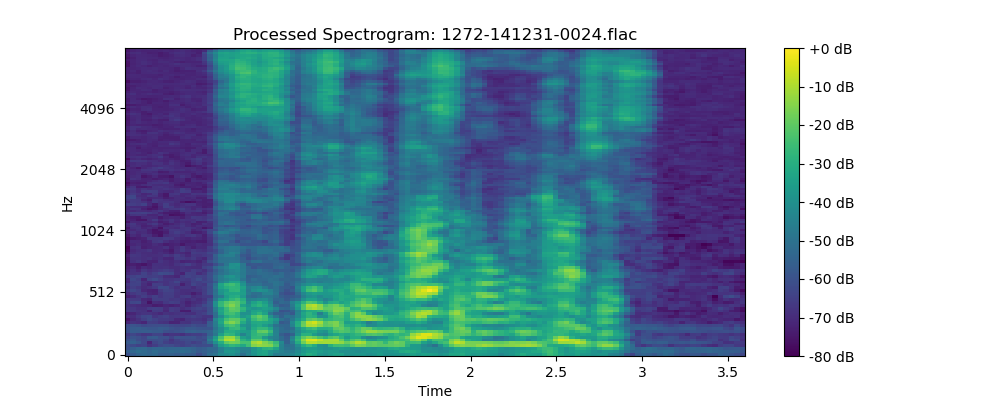 Processed Spectrogram: 1272-141231-0024.flac
+0 dB
-10 dB
4096
-20 dB
2048
-30 dB
Hz
-40 dB
1024
-50 dB
512
-60 dB
-70 dB
0
-80 dB
0 0.5 1 1.5 2 2.5 3 3.5
Time